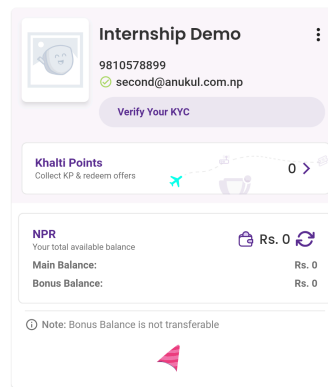 Internship Demo
9810578899
second@anukul.com.np
Verify Your KYC
Khalti Points
Collect KP & redeem offers
0
NPR
Your total available balance
Rs. 0
Main Balance: Rs. 0
Bonus Balance: Rs. 0
Note: Bonus Balance is not transferable